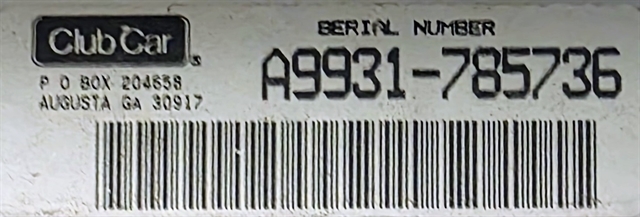 Club Car
P O BOX 204658
AUGUSTA GA 30917
SERIAL NUMBER
A9931-785736